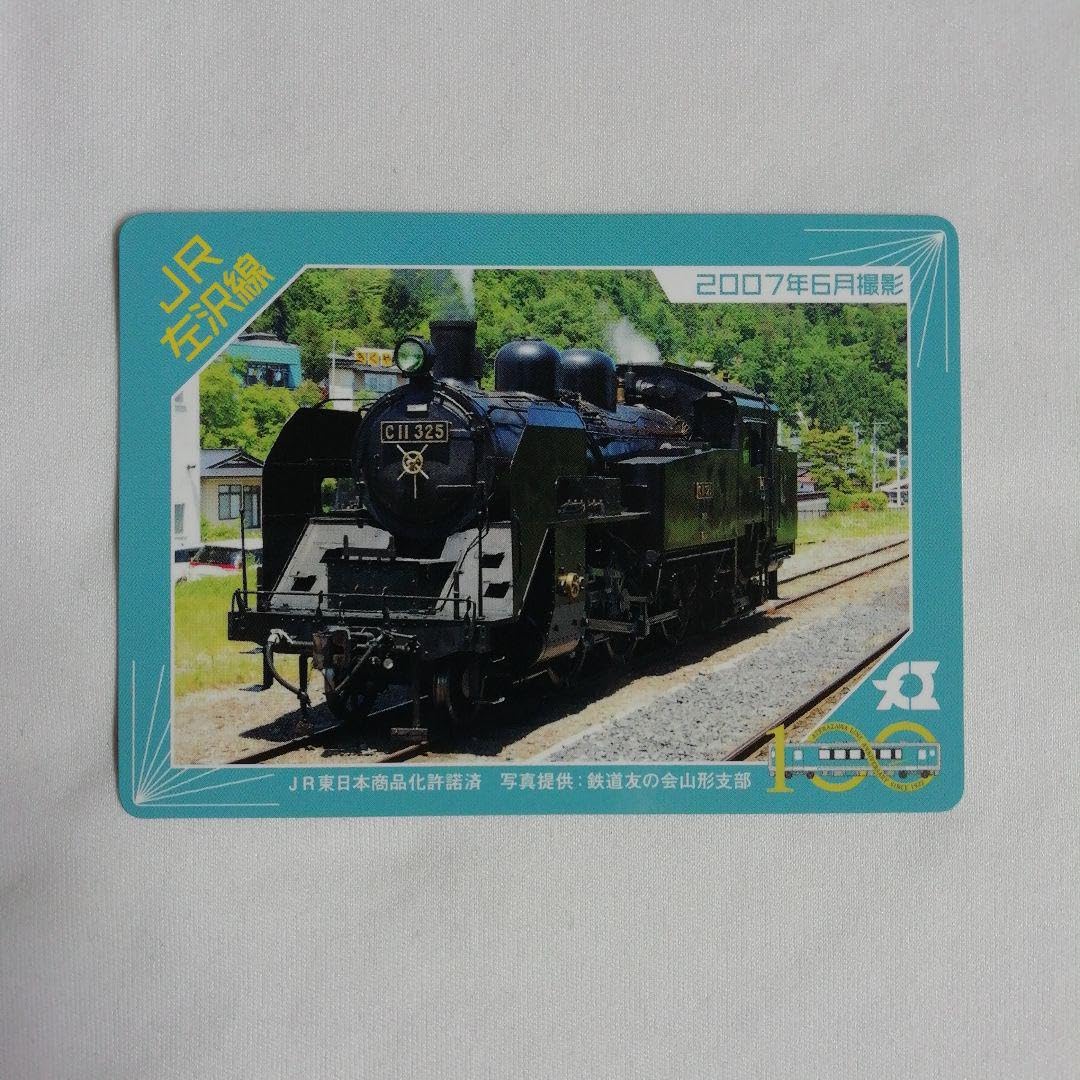 JR
左沢線
2007年6月撮影
C11 325
JR東日本商品化許諾済　写真提供:鉄道友の会山形支部
100